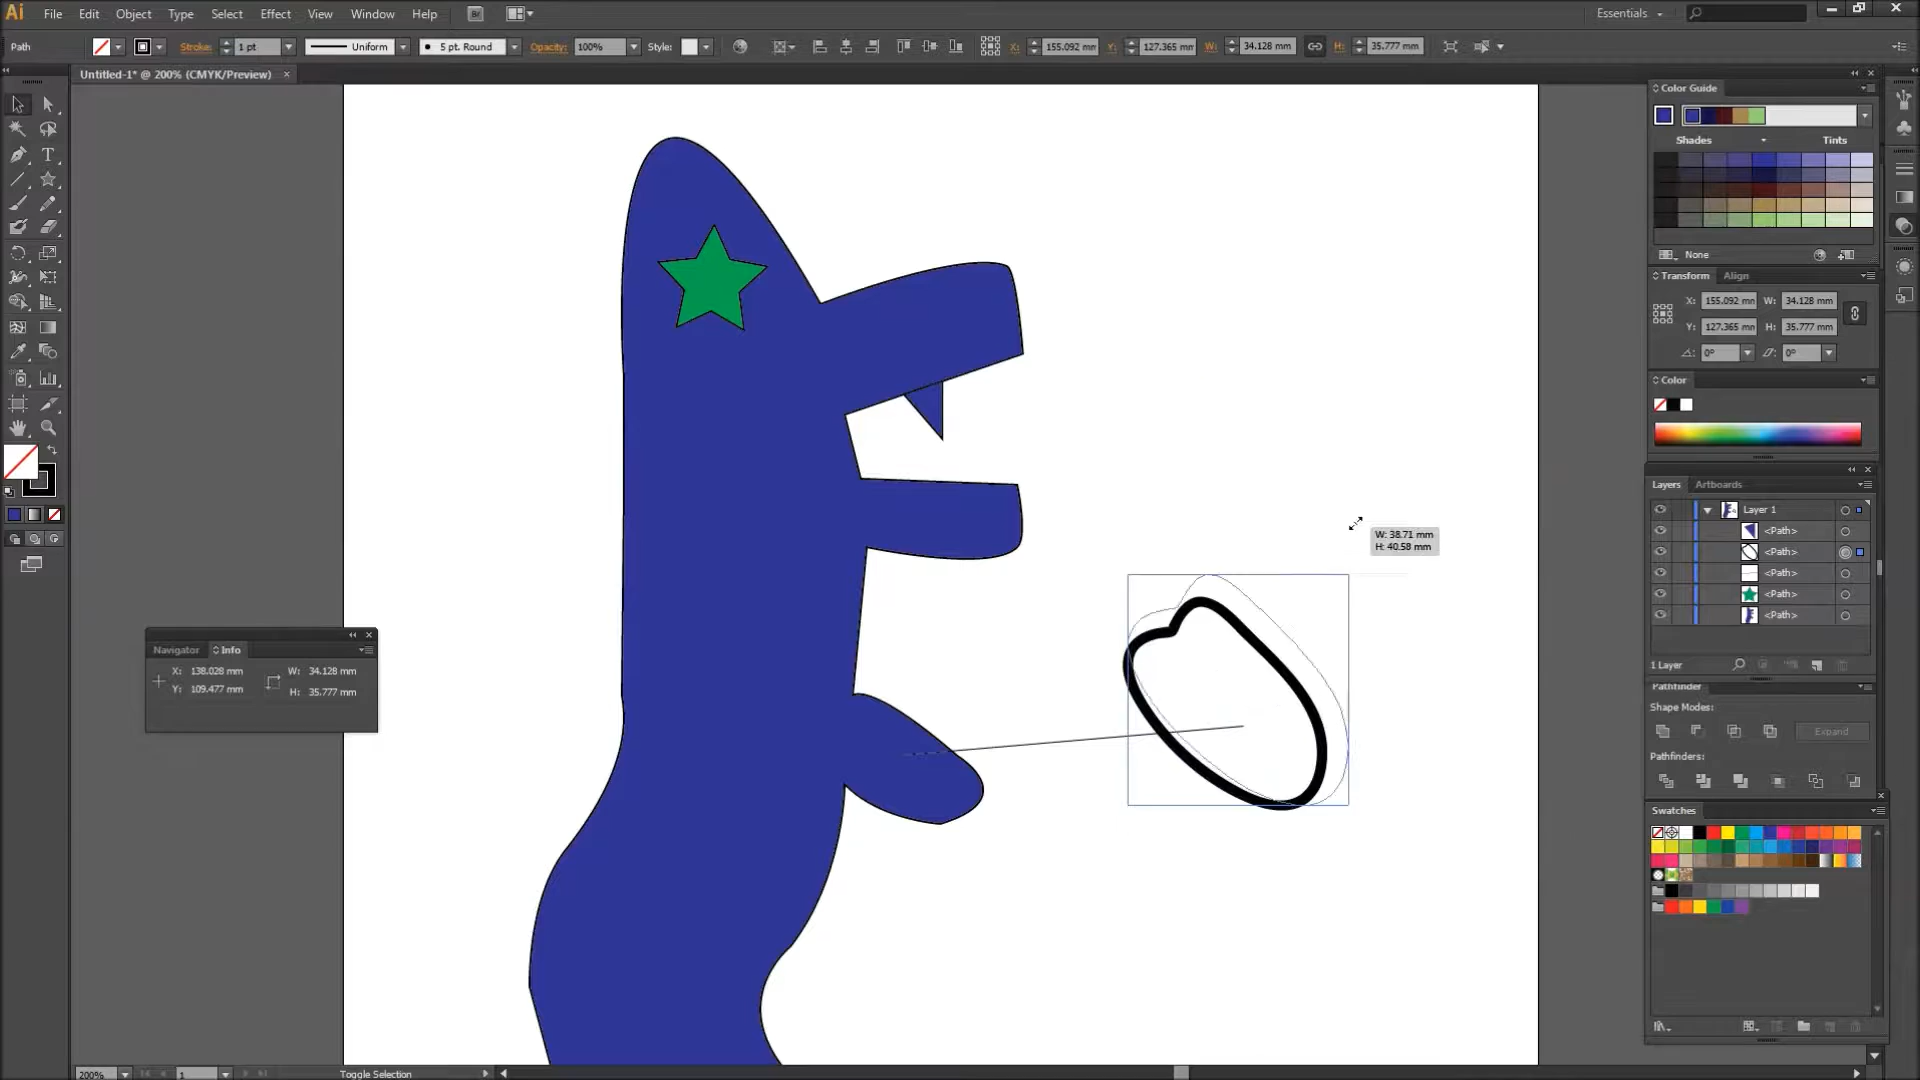 Ai File Edit Object Type Select Effect View Window Help Br Essentials
Path Stroke: 1 pt Uniform 5 pt. Round Opacity: 100% Style: X: 155.092 mm Y: 127.365 mm W: 34.128 mm H: 35.777 mm
Untitled-1* @ 200% (CMYK/Preview)
Color Guide
Shades Tints
None
Transform Align
X: 155.092 mm W: 34.128 mm
Y: 127.365 mm H: 35.777 mm
0° 0°
Color
Layers Artboards
Layer 1
<Path>
<Path>
<Path>
<Path>
<Path>
1 Layer
Pathfinder
Shape Modes:
Expand
Pathfinders:
Swatches
W: 38.71 mm
H: 40.58 mm
Navigator Info
X: 138.028 mm W: 34.128 mm
Y: 109.477 mm H: 35.777 mm
200% 1 Toggle Selection